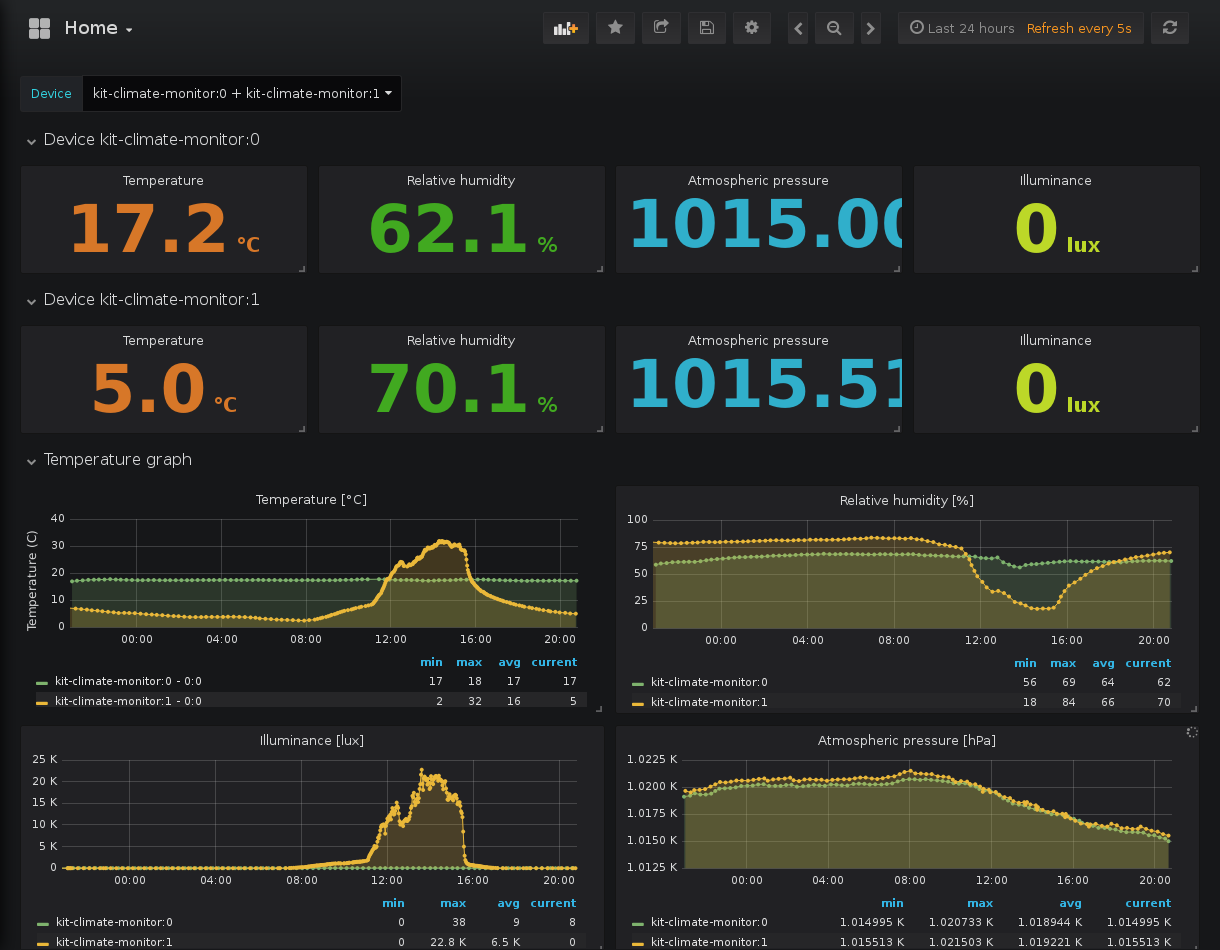 Home
Last 24 hours Refresh every 5s
Device kit-climate-monitor:0 + kit-climate-monitor:1
Device kit-climate-monitor:0
Temperature Relative humidity Atmospheric pressure Illuminance
17.2 °C 62.1 % 1015.00 0 lux
Device kit-climate-monitor:1
Temperature Relative humidity Atmospheric pressure Illuminance
5.0 °C 70.1 % 1015.51 0 lux
Temperature graph
Temperature [°C]
Temperature (C)
40
30
20
10
0
00:00 04:00 08:00 12:00 16:00 20:00
min max avg current
kit-climate-monitor:0 - 0:0 17 18 17 17
kit-climate-monitor:1 - 0:0 2 32 16 5
Relative humidity [%]
100
75
50
25
0
00:00 04:00 08:00 12:00 16:00 20:00
min max avg current
kit-climate-monitor:0 56 69 64 62
kit-climate-monitor:1 18 84 66 70
Illuminance [lux]
25 K
20 K
15 K
10 K
5 K
0
00:00 04:00 08:00 12:00 16:00 20:00
min max avg current
kit-climate-monitor:0 0 38 9 8
kit-climate-monitor:1 0 22.8 K 6.5 K 0
Atmospheric pressure [hPa]
1.0225 K
1.0200 K
1.0175 K
1.0150 K
1.0125 K
00:00 04:00 08:00 12:00 16:00 20:00
min max avg current
kit-climate-monitor:0 1.014995 K 1.020733 K 1.018944 K 1.014995 K
kit-climate-monitor:1 1.015513 K 1.021503 K 1.019221 K 1.015513 K